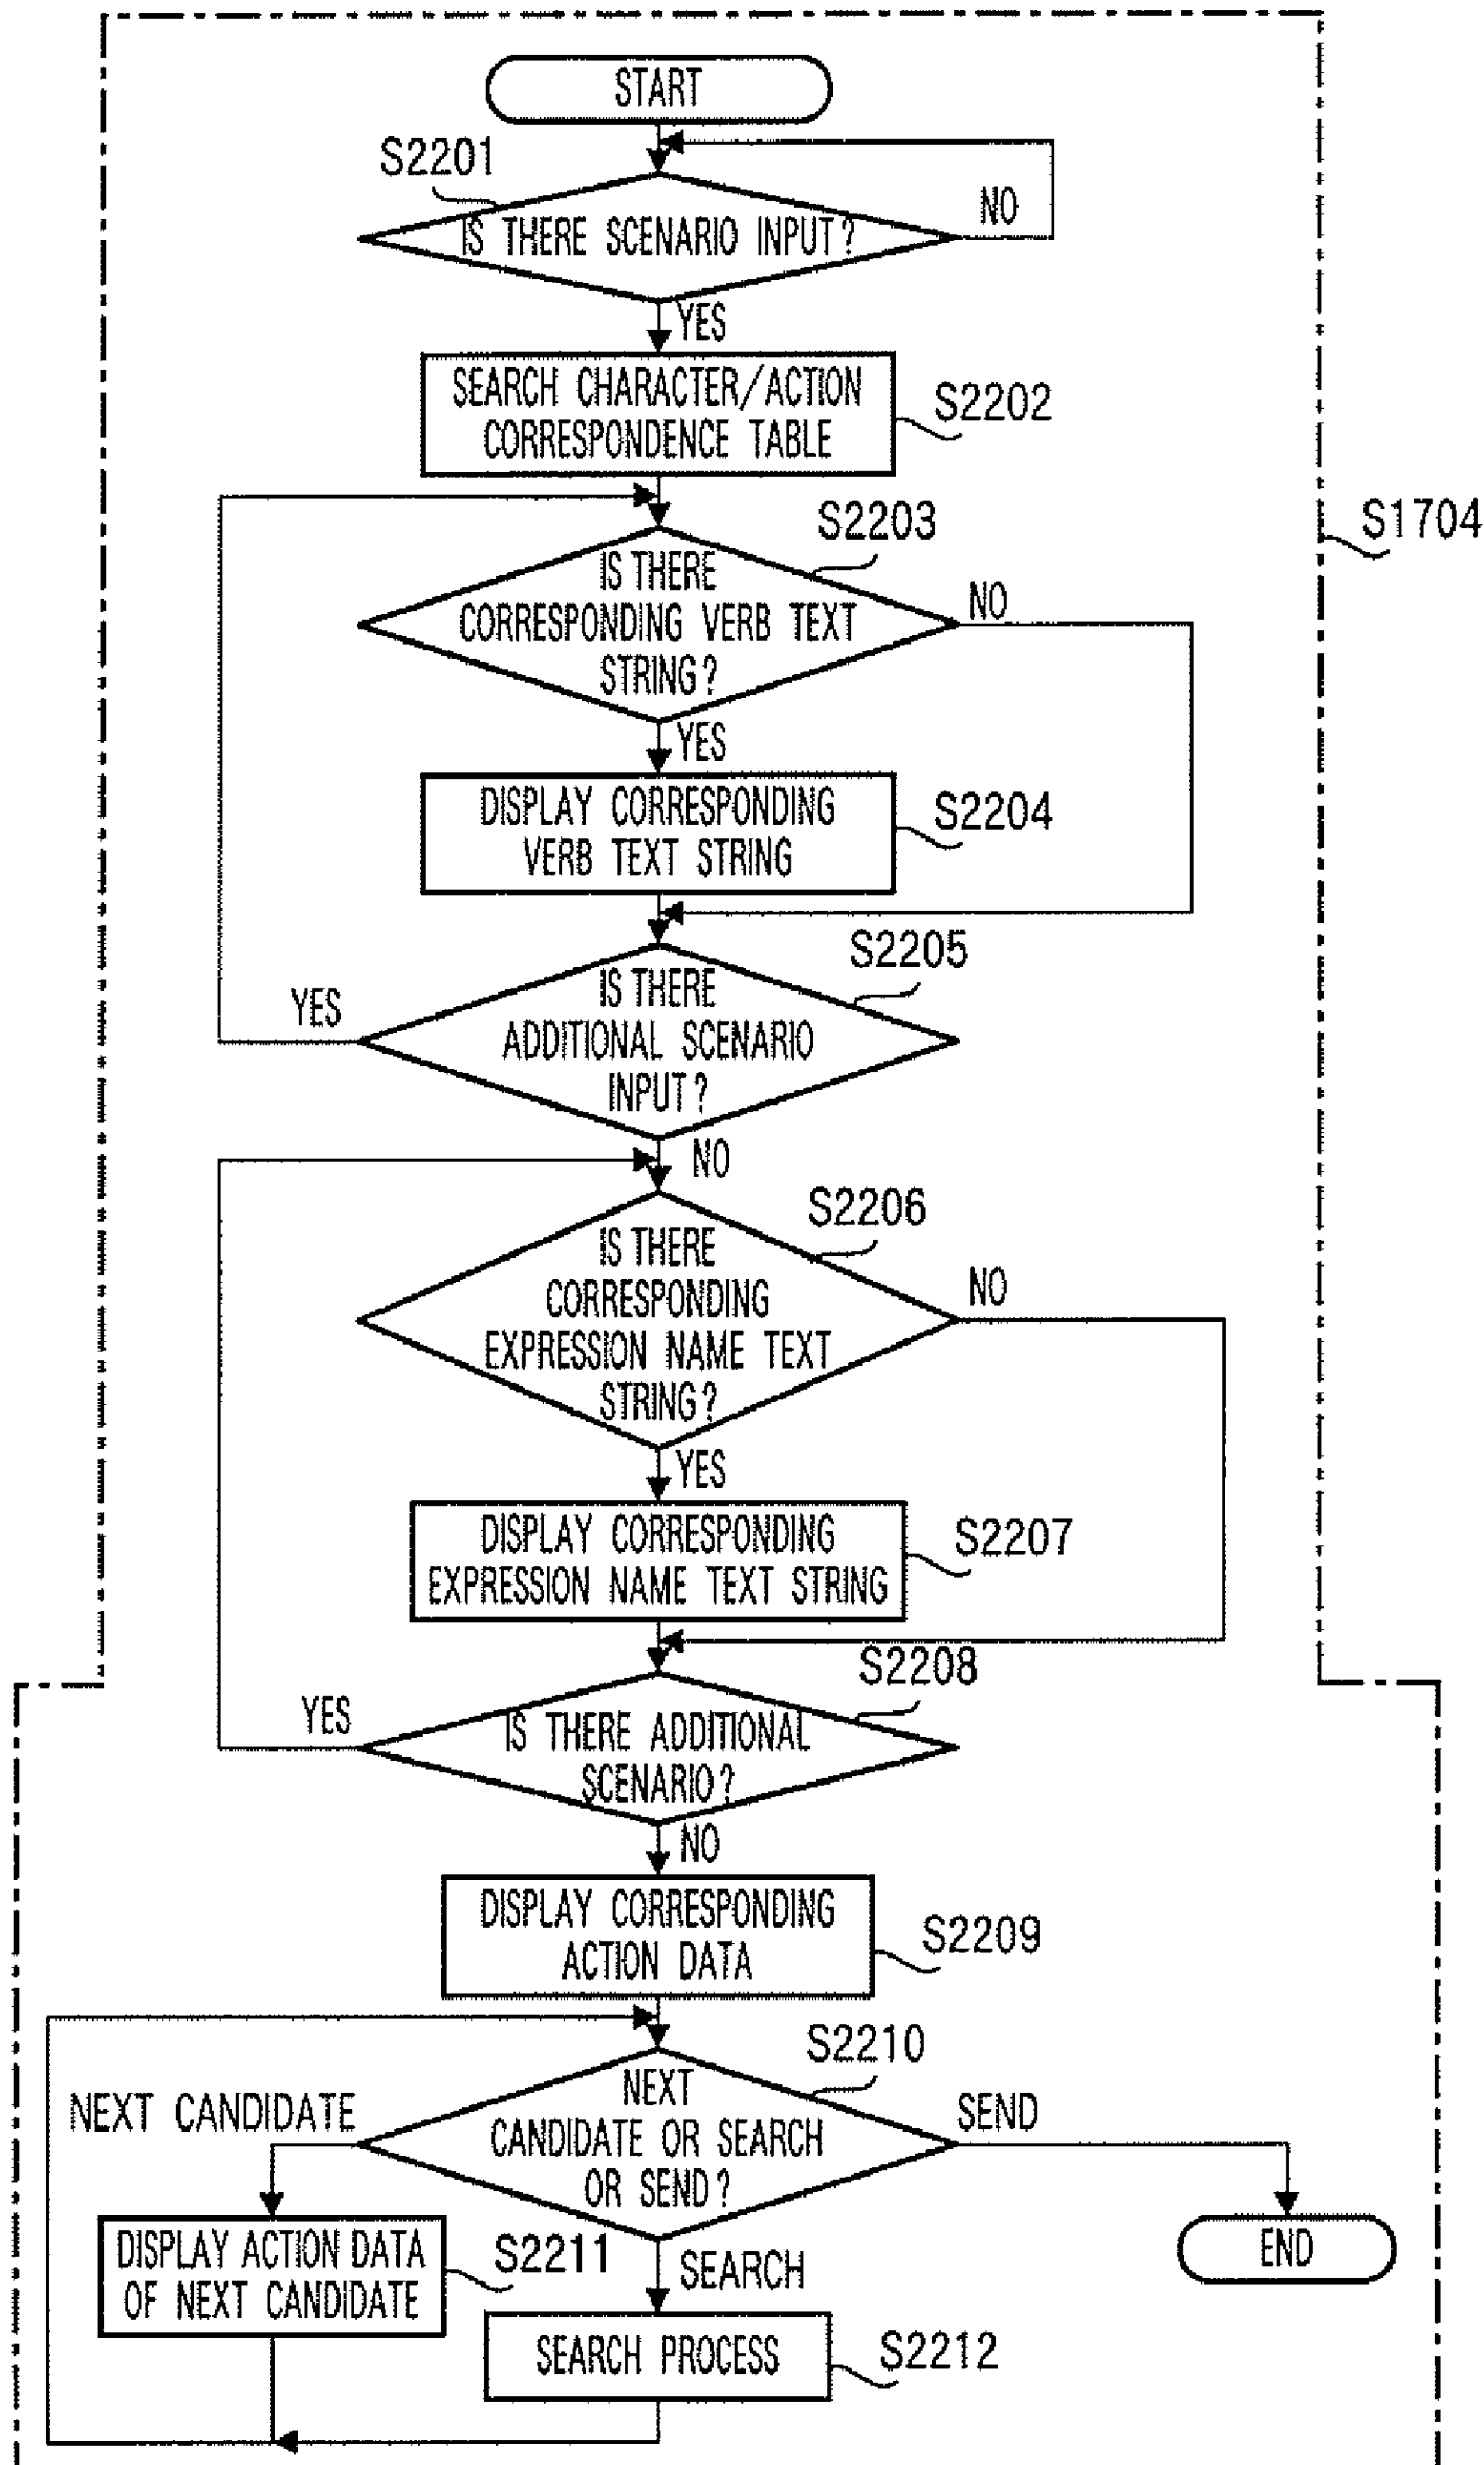 START
S2201
NO
IS THERE SCENARIO INPUT?
YES
SEARCH CHARACTER/ACTION
CORRESPONDENCE TABLE
S2202
S2203
S1704
IS THERE
CORRESPONDING VERB TEXT
STRING?
NO
YES
DISPLAY CORRESPONDING
VERB TEXT STRING
S2204
S2205
YES
IS THERE
ADDITIONAL SCENARIO
INPUT?
NO
S2206
IS THERE
CORRESPONDING
EXPRESSION NAME TEXT
STRING?
NO
YES
DISPLAY CORRESPONDING
EXPRESSION NAME TEXT STRING
S2207
S2208
YES
IS THERE ADDITIONAL
SCENARIO?
NO
DISPLAY CORRESPONDING
ACTION DATA
S2209
S2210
NEXT CANDIDATE
NEXT
CANDIDATE OR SEARCH
OR SEND?
SEND
DISPLAY ACTION DATA
OF NEXT CANDIDATE
S2211
SEARCH
END
SEARCH PROCESS
S2212